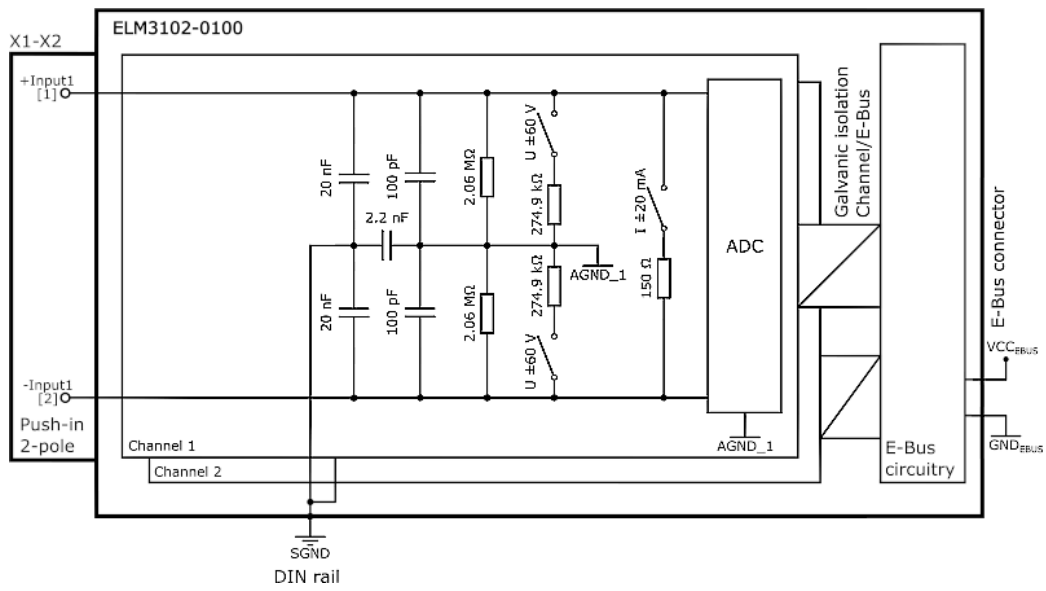 ELM3102-0100
X1-X2
+Input1
[1]
20 nF
100 pF
2.06 MΩ
U ±60 V
274.9 kΩ
I ±20 mA
150 Ω
2.2 nF
AGND_1
ADC
20 nF
100 pF
2.06 MΩ
274.9 kΩ
U ±60 V
-Input1
[2]
Push-in
2-pole
Channel 1
AGND_1
Channel 2
Galvanic isolation
Channel/E-Bus
E-Bus connector
VCCEBUS
GNDEBUS
E-Bus
circuitry
SGND
DIN rail